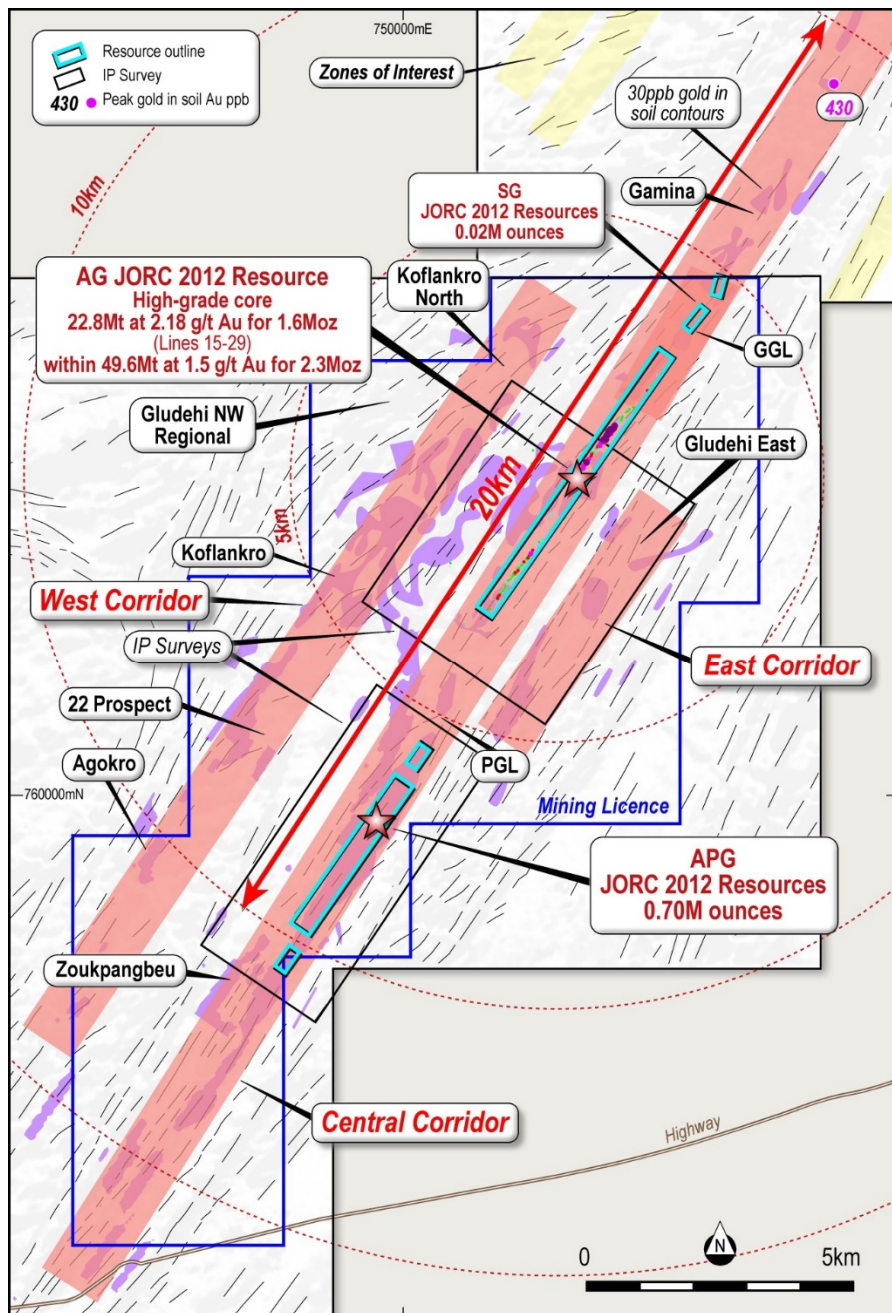 750000mE
Resource outline
IP Survey
430 Peak gold in soil Au ppb
Zones of Interest
30ppb gold in
soil contours
430
10km
Gamina
SG
JORC 2012 Resources
0.02M ounces
AG JORC 2012 Resource
High-grade core
22.8Mt at 2.18 g/t Au for 1.6Moz
(Lines 15-29)
within 49.6Mt at 1.5 g/t Au for 2.3Moz
Koflankro
North
GGL
Gludehi NW
Regional
Gludehi East
20km
5km
Koflankro
West Corridor
IP Surveys
East Corridor
22 Prospect
Agokro
PGL
760000mN
Mining Licence
APG
JORC 2012 Resources
0.70M ounces
Zoukpangbeu
Central Corridor
Highway
N
0 5km